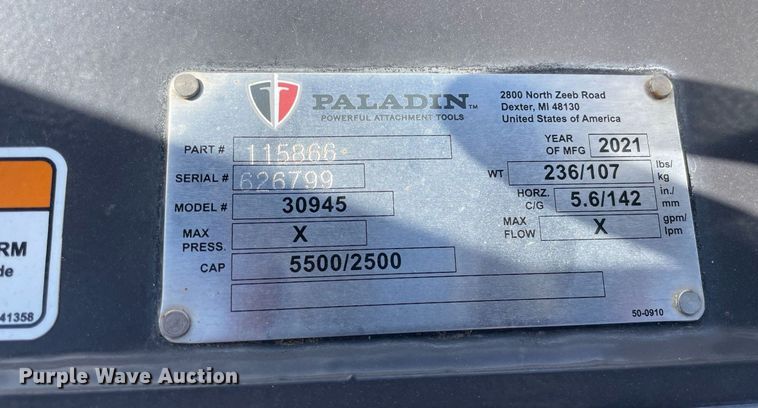 PALADIN™
POWERFUL ATTACHMENT TOOLS
2800 North Zeeb Road
Dexter, MI 48130
United States of America
PART # 115866
YEAR OF MFG 2021
SERIAL # 626799
WT 236/107 lbs/kg
MODEL # 30945
HORZ. C/G 5.6/142 in./mm
MAX PRESS. X
MAX FLOW X gpm/lpm
CAP 5500/2500
50-0910
RM
de
41358
Purple Wave Auction